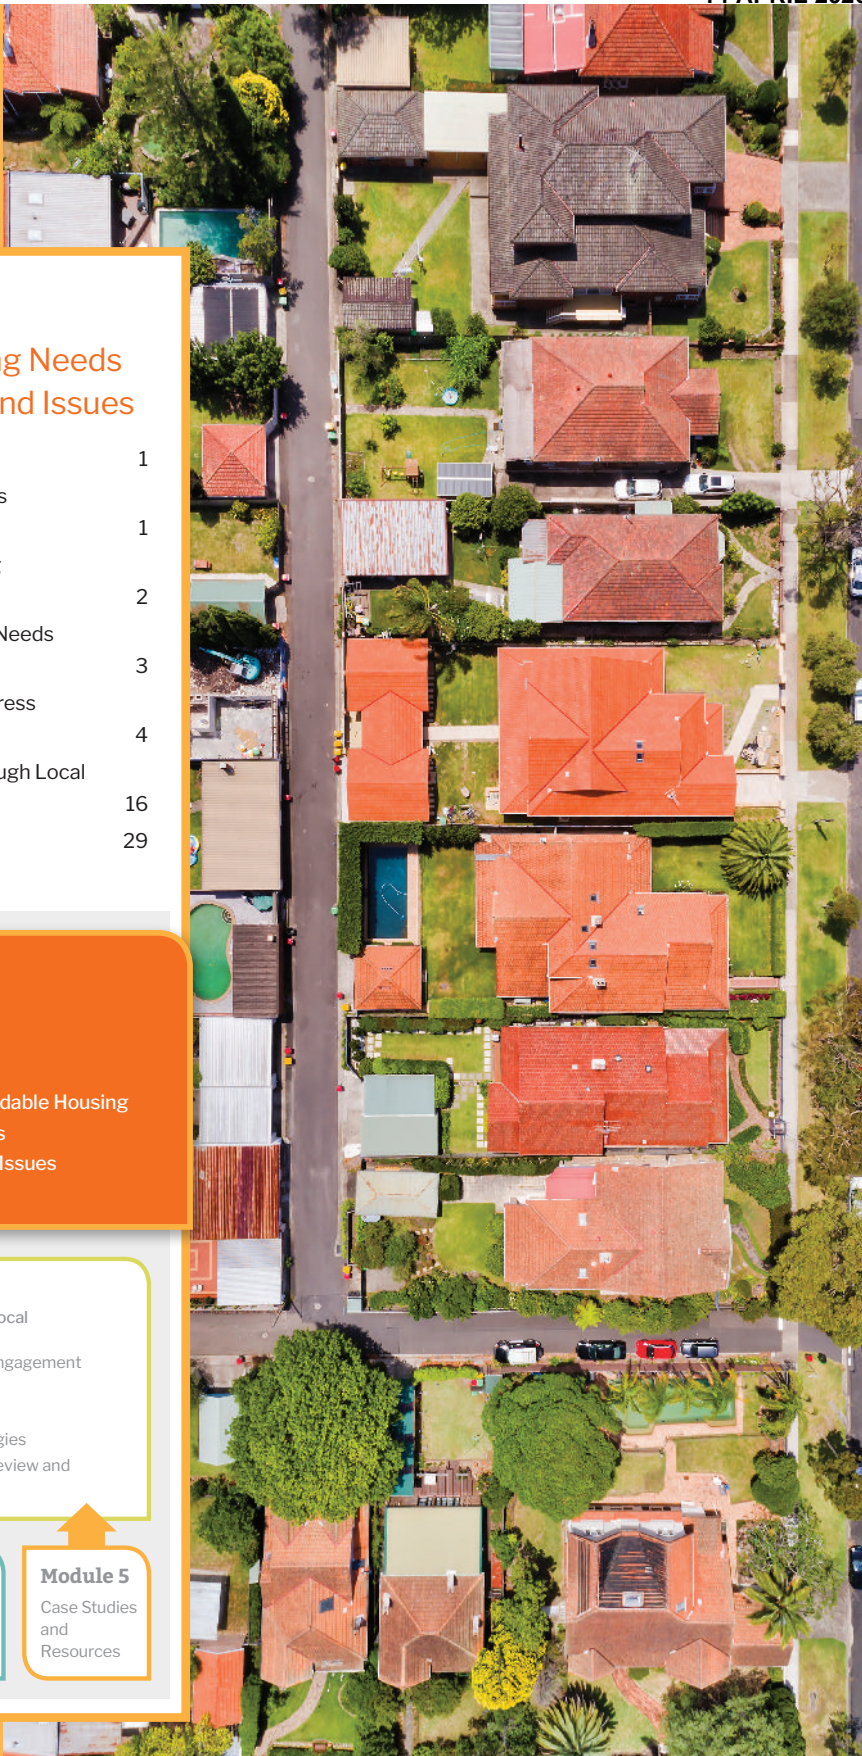 g Needs
nd Issues
1
s
1
2
Needs
3
ress
4
ugh Local
16
29
dable Housing
s
Issues
ocal
ngagement
gies
eview and
Module 5
Case Studies
and
Resources